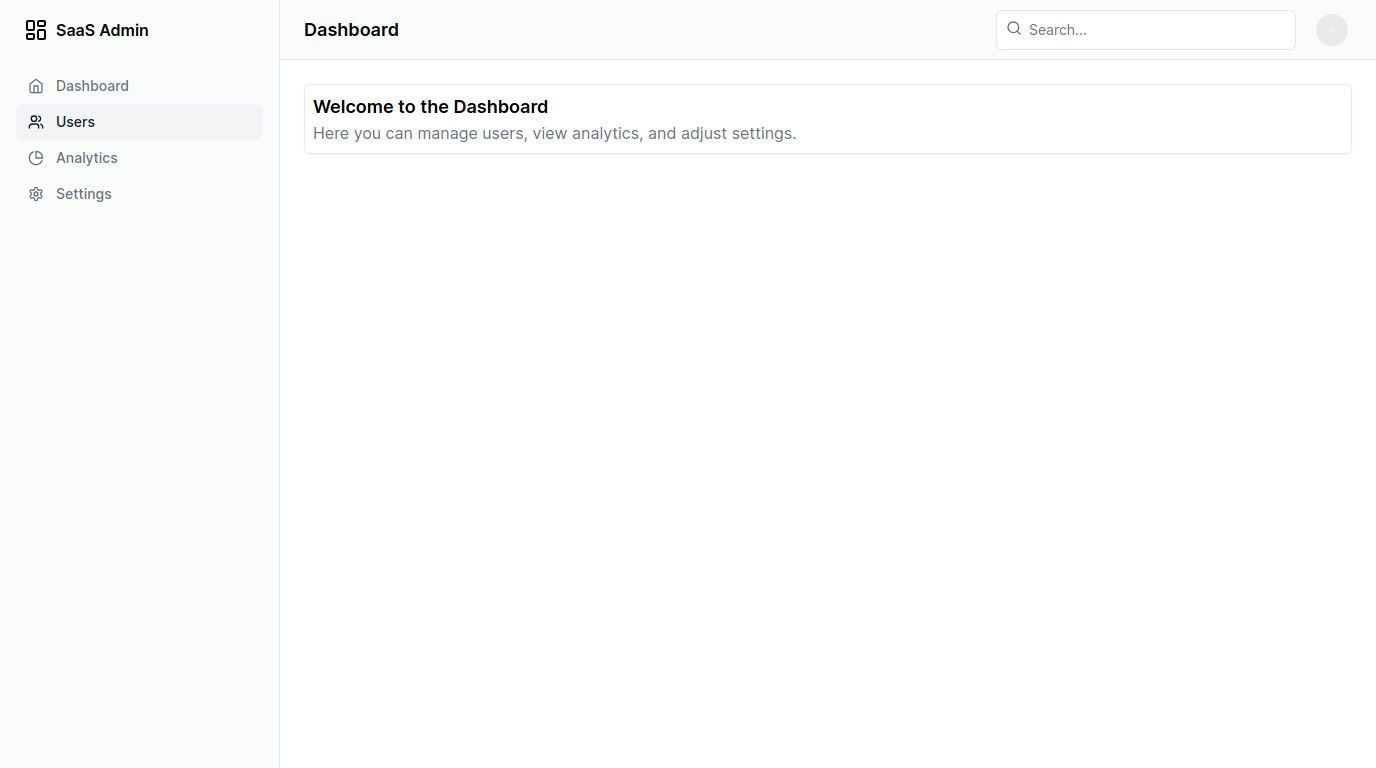 SaaS Admin
Dashboard
Users
Analytics
Settings
Dashboard
Search...
Welcome to the Dashboard
Here you can manage users, view analytics, and adjust settings.